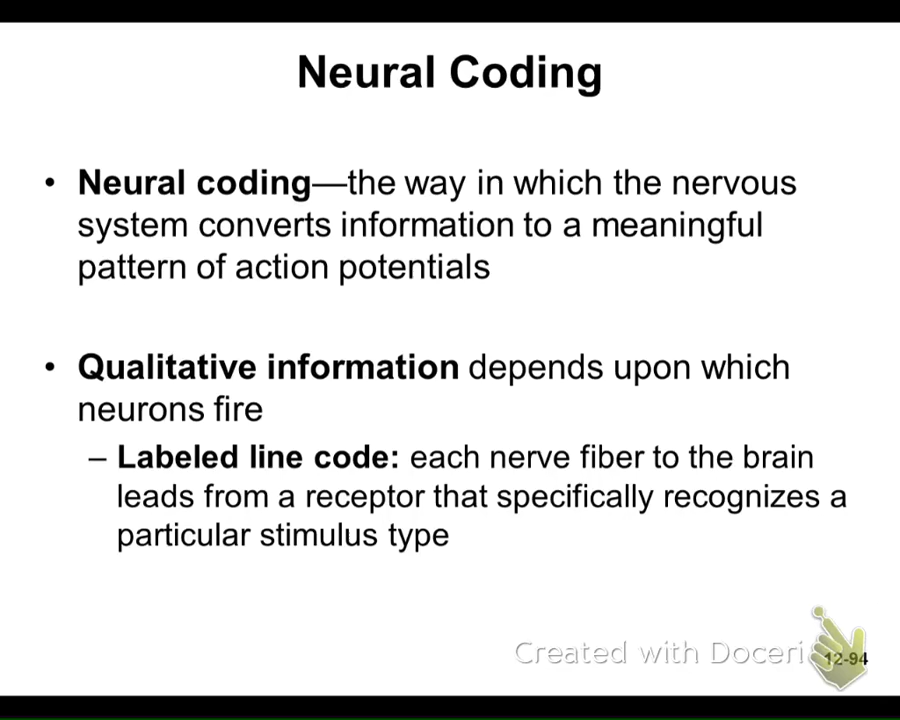 Neural Coding
• Neural coding—the way in which the nervous
system converts information to a meaningful
pattern of action potentials
• Qualitative information depends upon which
neurons fire
– Labeled line code: each nerve fiber to the brain
leads from a receptor that specifically recognizes a
particular stimulus type
Created with Doceri
12-94